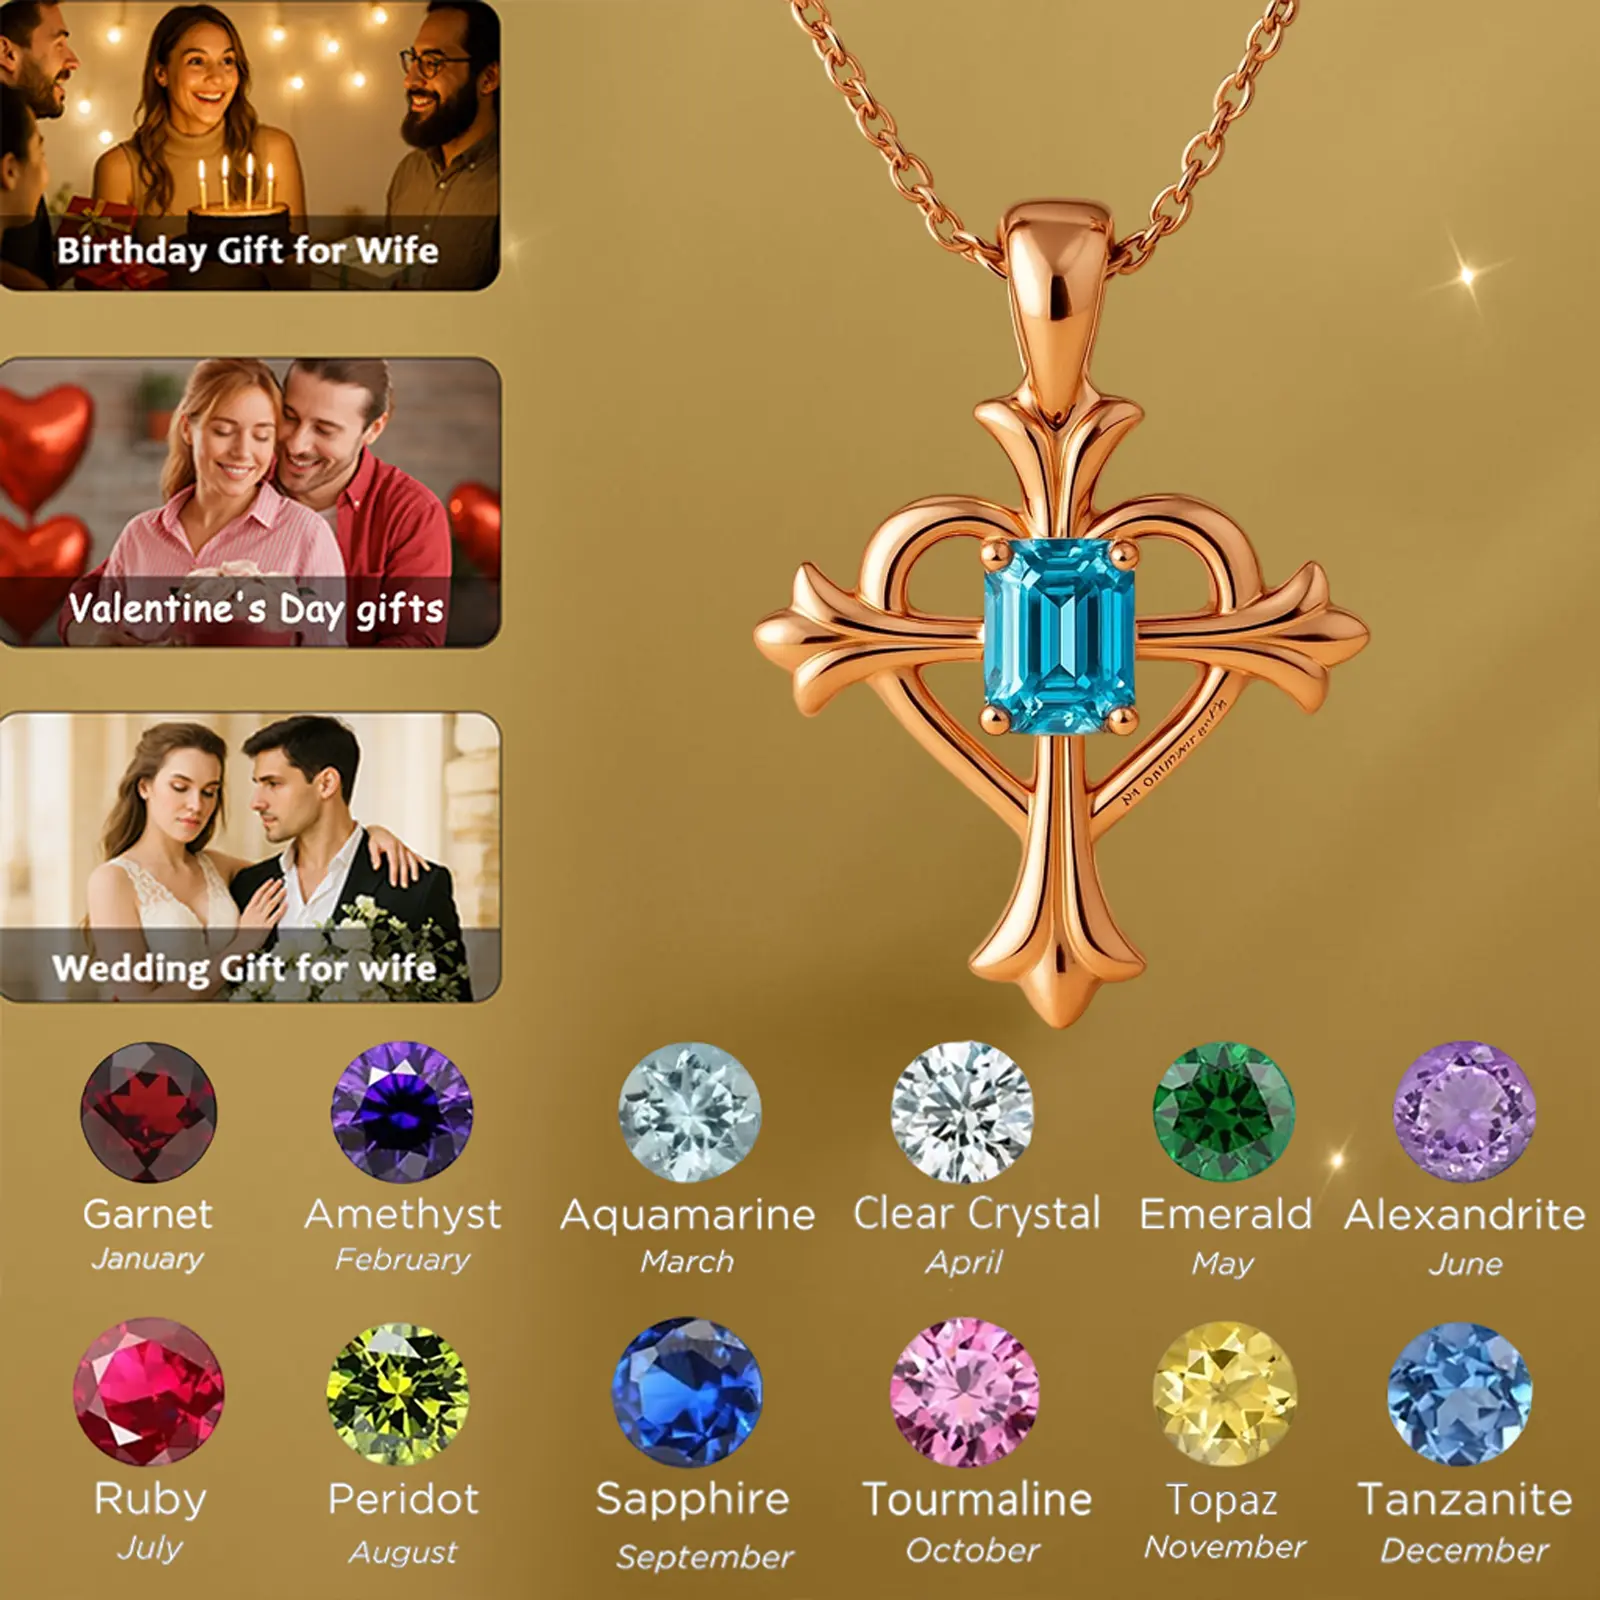 Birthday Gift for Wife
Valentine's Day gifts
Wedding Gift for wife
Garnet
January
Amethyst
February
Aquamarine
March
Clear Crystal
April
Emerald
May
Alexandrite
June
Ruby
July
Peridot
August
Sapphire
September
Tourmaline
October
Topaz
November
Tanzanite
December